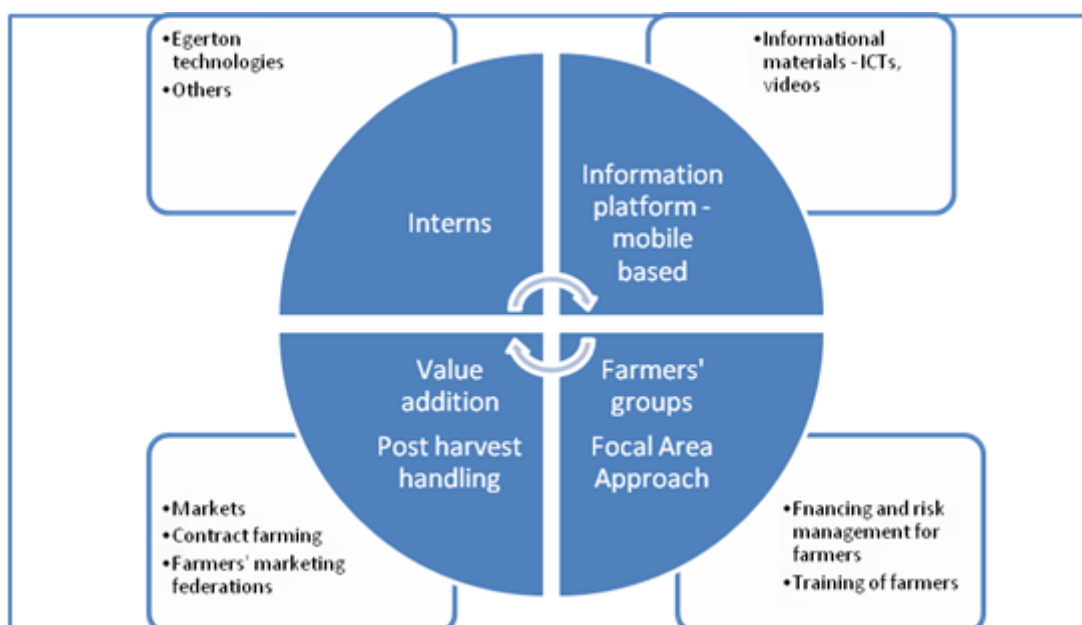 •Egerton
technologies
•Others
•Informational
materials - ICTs,
videos
Interns
Information
platform -
mobile
based
Value
addition
Post harvest
handling
Farmers'
groups
Focal Area
Approach
•Markets
•Contract farming
•Farmers' marketing
federations
•Fnancing and risk
management for
farmers
•Training of farmers